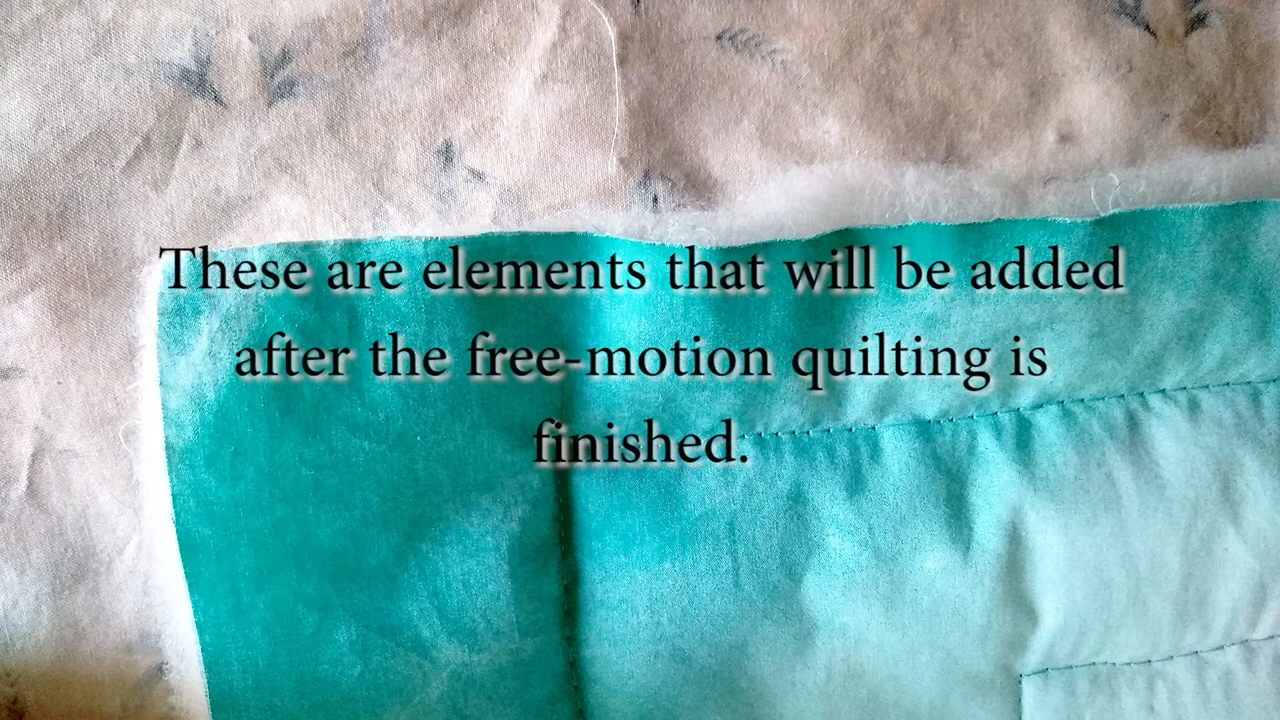 These are elements that will be added
after the free-motion quilting is
finished.